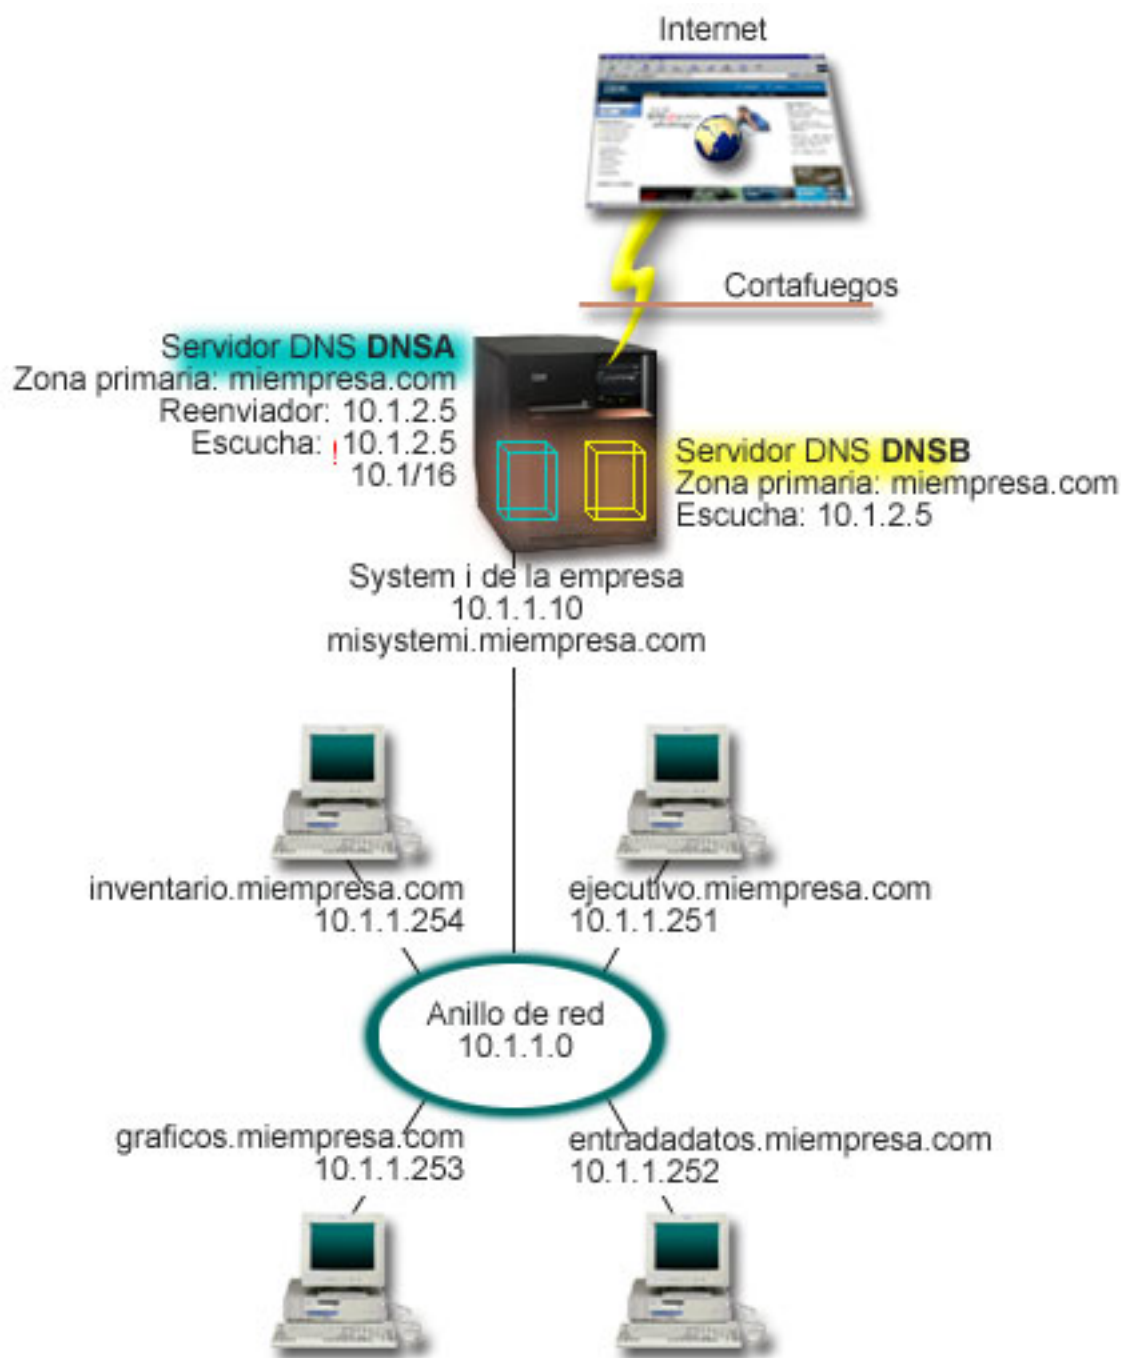 Internet
Cortafuegos
Servidor DNS DNSA
Zona primaria: miempresa.com
Reenviador: 10.1.2.5
Escucha: ! 10.1.2.5
10.1/16
Servidor DNS DNSB
Zona primaria: miempresa.com
Escucha: 10.1.2.5
System i de la empresa
10.1.1.10
misystemi.miempresa.com
inventario.miempresa.com
10.1.1.254
ejecutivo.miempresa.com
10.1.1.251
Anillo de red
10.1.1.0
graficos.miempresa.com
10.1.1.253
entradadatos.miempresa.com
10.1.1.252